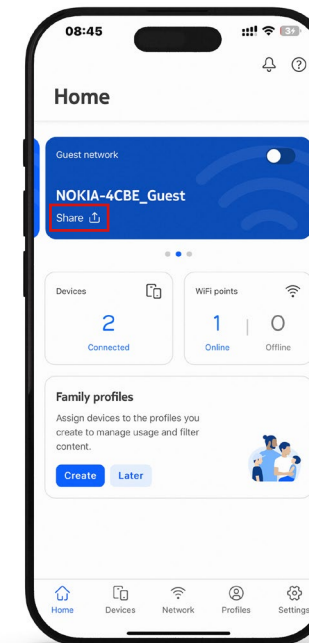 08:45
Home
Guest network
NOKIA-4CBE_Guest
Share
Devices
2
Connected
WiFi points
1
Online
0
Offline
Family profiles
Assign devices to the profiles you
create to manage usage and filter
content.
Create Later
Home Devices Network Profiles Settings